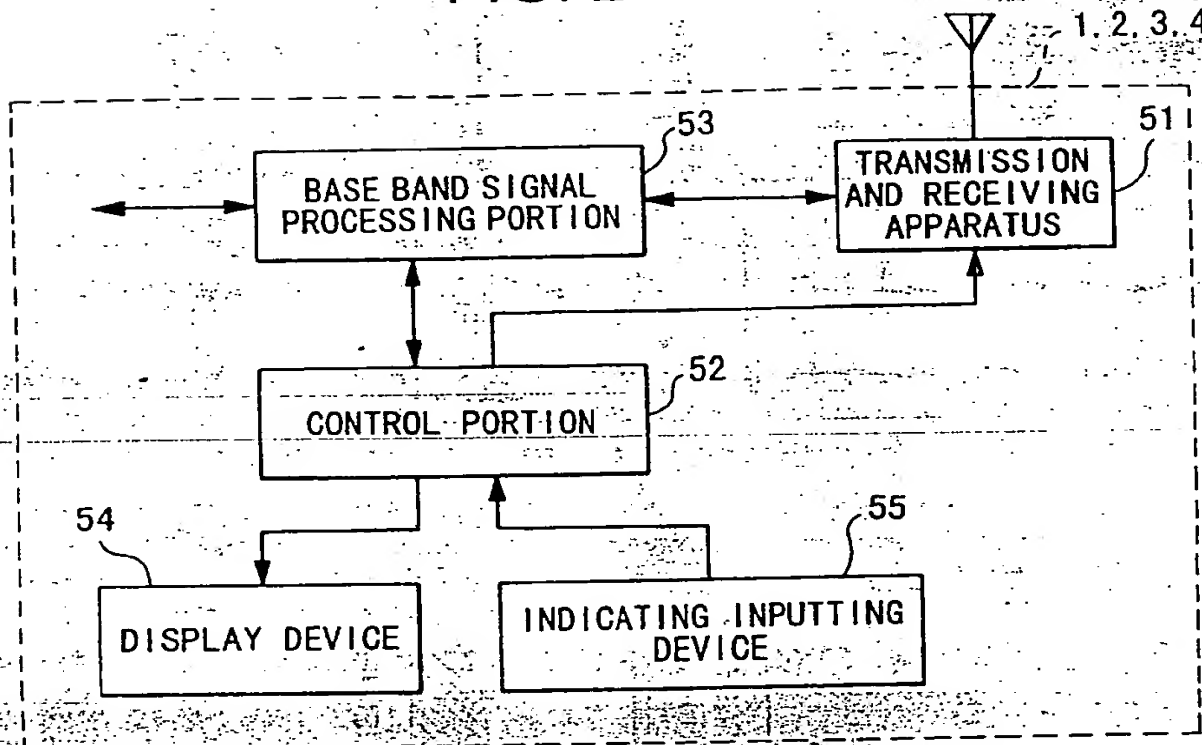 1, 2, 3, 4
53
51
BASE BAND SIGNAL
PROCESSING PORTION
TRANSMISSION
AND RECEIVING
APPARATUS
52
CONTROL PORTION
54
55
DISPLAY DEVICE
INDICATING INPUTTING
DEVICE